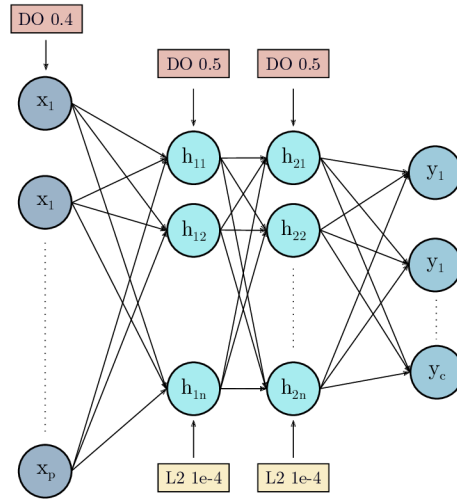 DO 0.4
DO 0.5
DO 0.5
x₁
h₁₁
h₂₁
y₁
x₁
h₁₂
h₂₂
y₁
h₁ₙ
h₂ₙ
y_c
xₚ
L2 1e-4
L2 1e-4